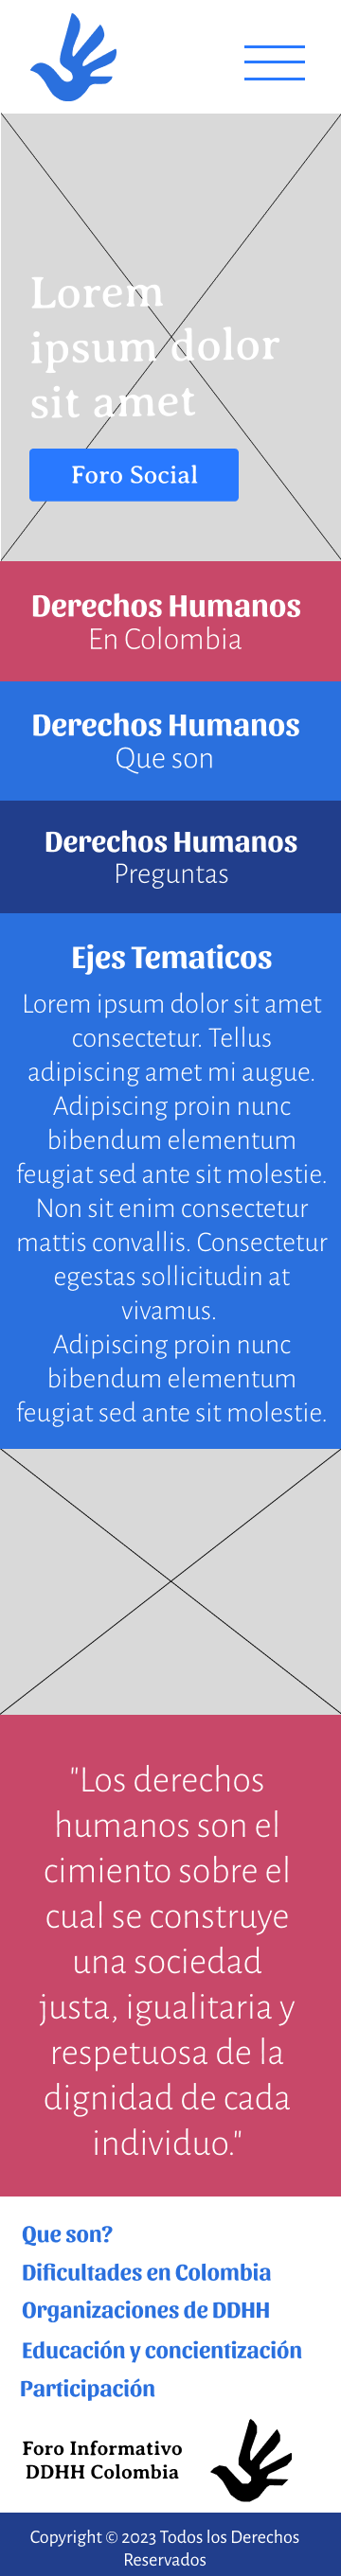 Lorem
ipsum dolor
sit amet
Foro Social
Derechos Humanos
En Colombia
Derechos Humanos
Que son
Derechos Humanos
Preguntas
Ejes Tematicos
Lorem ipsum dolor sit amet
consectetur. Tellus
adipiscing amet mi augue.
Adipiscing proin nunc
bibendum elementum
feugiat sed ante sit molestie.
Non sit enim consectetur
mattis convallis. Consectetur
egestas sollicitudin at
vivamus.
Adipiscing proin nunc
bibendum elementum
feugiat sed ante sit molestie.
"Los derechos
humanos son el
cimiento sobre el
cual se construye
una sociedad
justa, igualitaria y
respetuosa de la
dignidad de cada
individuo."
Que son?
Dificultades en Colombia
Organizaciones de DDHH
Educación y concientización
Participación
Foro Informativo
DDHH Colombia
Copyright © 2023 Todos los Derechos
Reservados